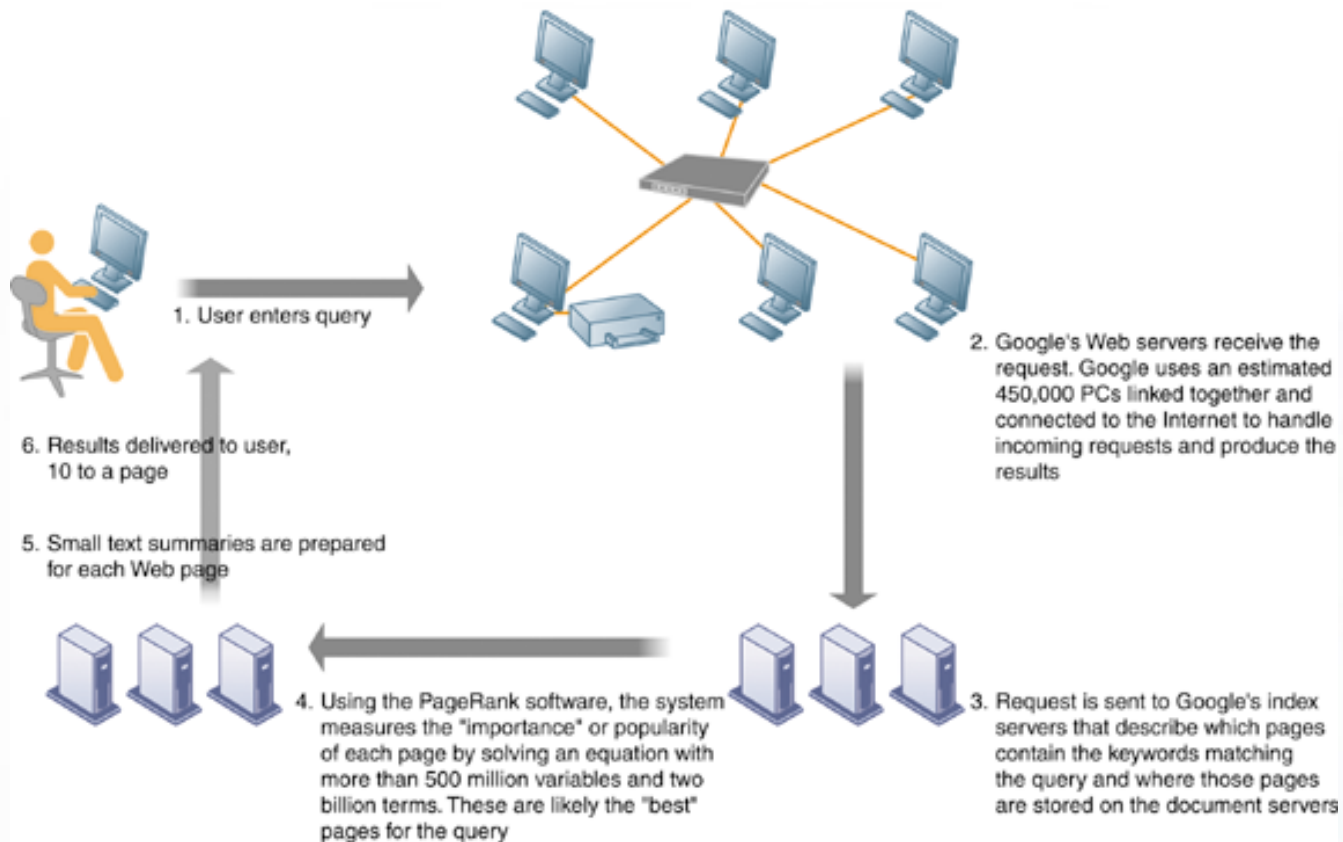 1. User enters query
2. Google's Web servers receive the
request. Google uses an estimated
450,000 PCs linked together and
connected to the Internet to handle
incoming requests and produce the
results
3. Request is sent to Google's index
servers that describe which pages
contain the keywords matching
the query and where those pages
are stored on the document servers
4. Using the PageRank software, the system
measures the "importance" or popularity
of each page by solving an equation with
more than 500 million variables and two
billion terms. These are likely the "best"
pages for the query
5. Small text summaries are prepared
for each Web page
6. Results delivered to user,
10 to a page